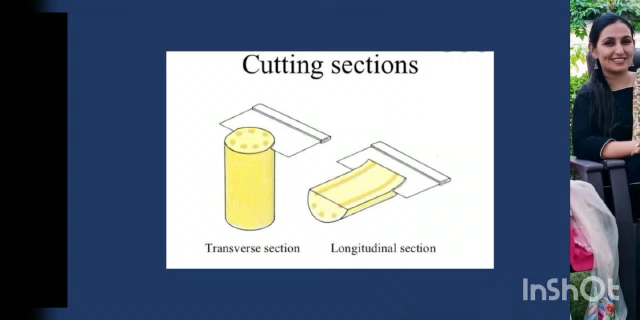 Cutting sections
Transverse section
Longitudinal section
InShOt